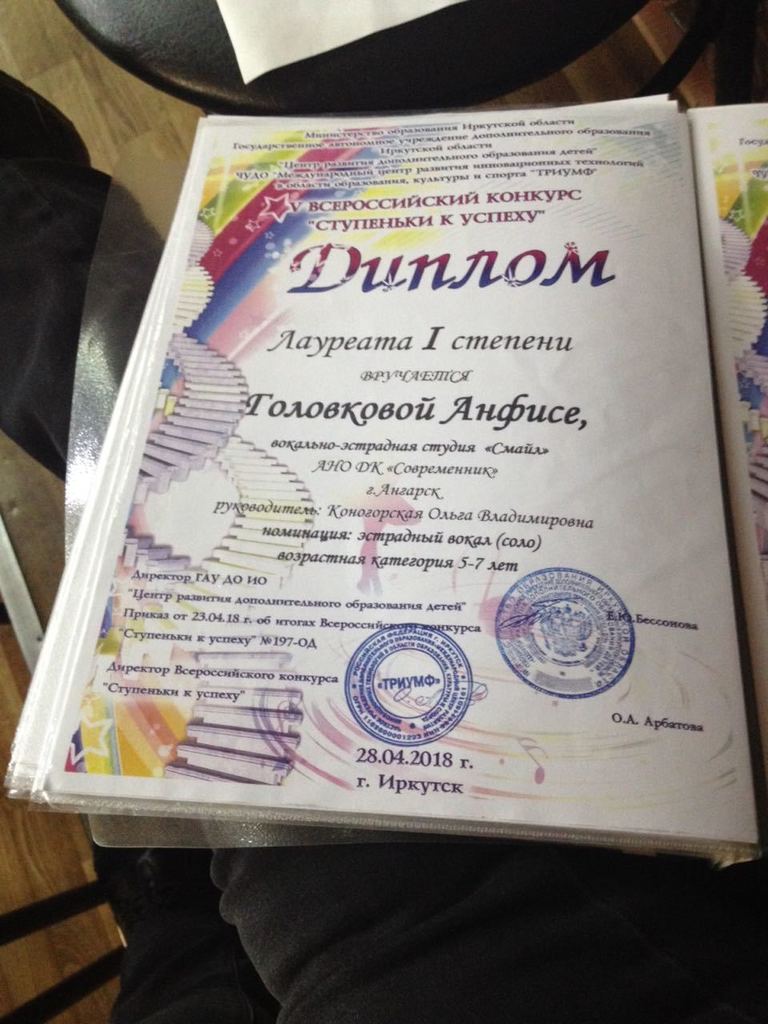 Министерство образования Иркутской области
Государственное автономное учреждение дополнительного образования
Иркутской области
"Центр развития дополнительного образования детей"
ЧУДО "Международный центр развития инновационных технологий
в области образования, культуры и спорта "ТРИУМФ"
V ВСЕРОССИЙСКИЙ КОНКУРС
"СТУПЕНЬКИ К УСПЕХУ"
Диплом
Лауреата I степени
ВРУЧАЕТСЯ
Головковой Анфисе,
вокально-эстрадная студия «Смайл»
АНО ДК «Современник»
г.Ангарск
руководитель: Коногорская Ольга Владимировна
номинация: эстрадный вокал (соло)
возрастная категория 5-7 лет
Директор ГАУ ДО ИО
"Центр развития дополнительного образования детей"
Е.Ю.Бессонова
Приказ от 23.04.18 г. об итогах Всероссийского конкурса
"Ступеньки к успеху" №197-ОД
Директор Всероссийского конкурса
"Ступеньки к успеху"
О.А. Арбатова
«ТРИУМФ»
28.04.2018 г.
г. Иркутск